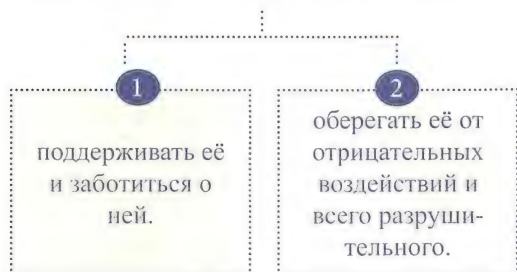 1
поддерживать её
и заботиться о
ней.
2
оберегать её от
отрицательных
воздействий и
всего разруши-
тельного.